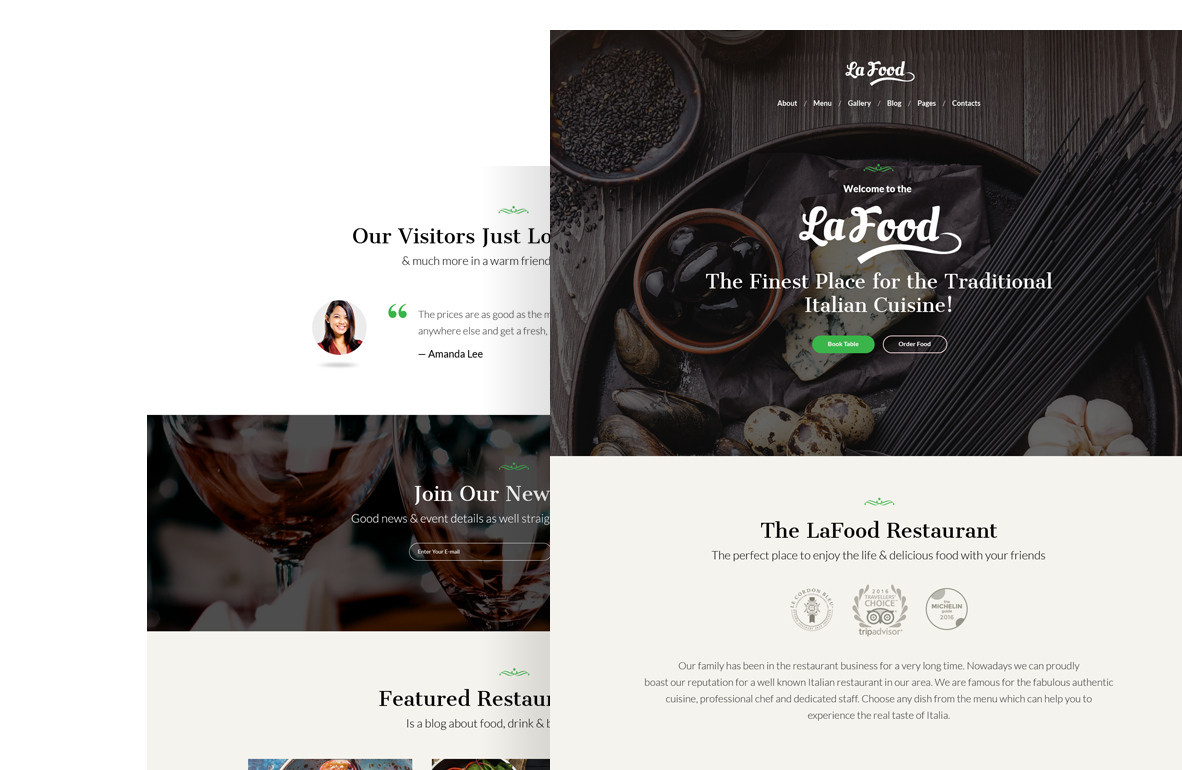 La Food
About / Menu / Gallery / Blog / Pages / Contacts
Welcome to the
La Food
The Finest Place for the Traditional
Italian Cuisine!
Book Table
Order Food
The LaFood Restaurant
The perfect place to enjoy the life & delicious food with your friends
LE CORDON BLEU
2016
TRAVELLERS'
CHOICE
tripadvisor
The
MICHELIN
guide
2016
Our family has been in the restaurant business for a very long time. Nowadays we can proudly
boast our reputation for a well known Italian restaurant in our area. We are famous for the fabulous authentic
cuisine, professional chef and dedicated staff. Choose any dish from the menu which can help you to
experience the real taste of Italia.
Our Visitors Just Lo
& much more in a warm friend
“ The prices are as good as the m
anywhere else and get a fresh,
— Amanda Lee
Join Our New
Good news & event details as well straig
Enter Your E-mail
Featured Restaur
Is a blog about food, drink & b